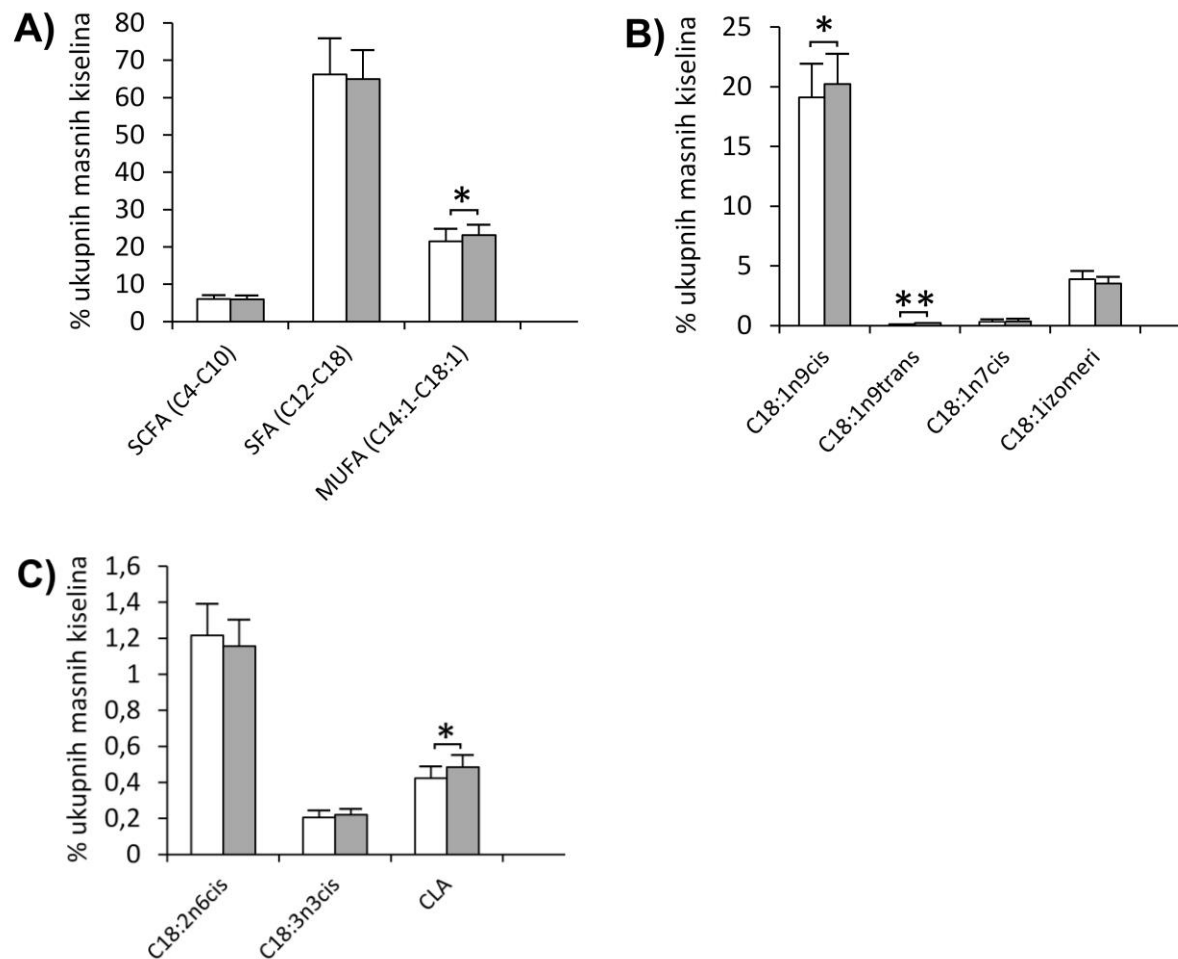 A)
% ukupnih masnih kiselina
80
70
60
50
40
30
20
10
0
*
SCFA (C4-C10)
SFA (C12-C18)
MUFA (C14:1-C18:1)
B)
% ukupnih masnih kiselina
25
20
15
10
5
0
*
**
C18:1n9cis
C18:1n9trans
C18:1n7cis
C18:1izomeri
C)
% ukupnih masnih kiselina
1,6
1,4
1,2
1
0,8
0,6
0,4
0,2
0
*
C18:2n6cis
C18:3n3cis
CLA